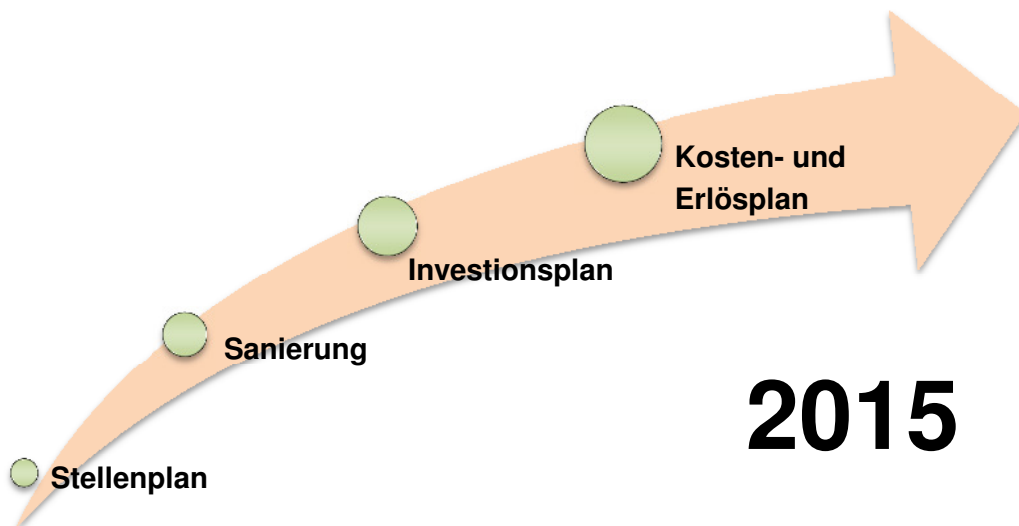 Kosten- und
Erlösplan
Investionsplan
Sanierung
2015
Stellenplan